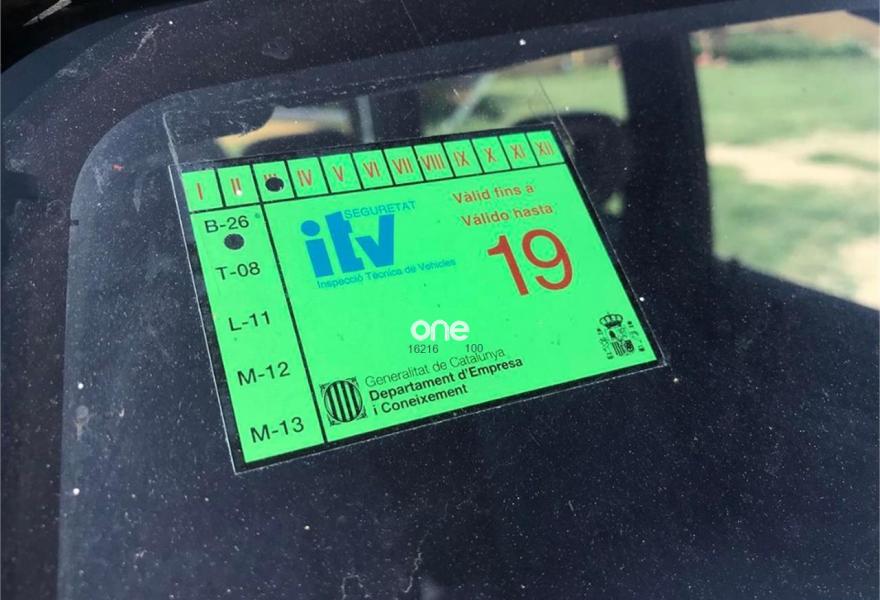 I II III IV V VI VII VIII IX X XI XII
B-26
T-08
L-11
M-12
M-13
SEGURETAT
itv
Inspecció Tècnica de Vehicles
Vàlid fins a
Válido hasta
19
one
16216 100
Generalitat de Catalunya
Departament d'Empresa
i Coneixement